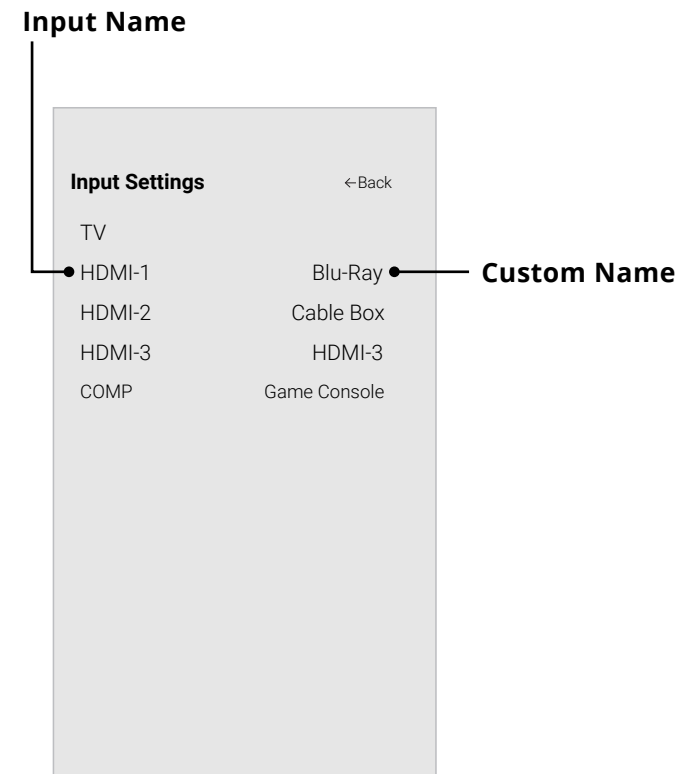 Input Name
Input Settings ←Back
TV
HDMI-1 Blu-Ray Custom Name
HDMI-2 Cable Box
HDMI-3 HDMI-3
COMP Game Console